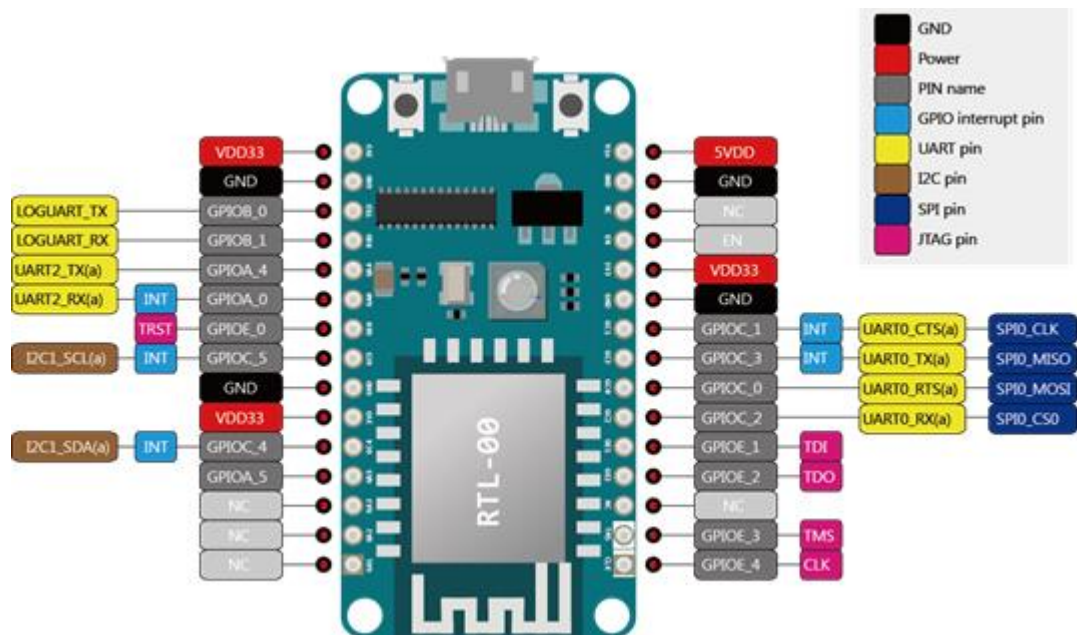 GND
Power
PIN name
GPIO interrupt pin
UART pin
I2C pin
SPI pin
JTAG pin
VDD33
GND
LOGUART_TX GPIOB_0
LOGUART_RX GPIOB_1
UART2_TX(a) GPIOA_4
UART2_RX(a) INT GPIOA_0
TRST GPIOE_0
I2C1_SCL(a) INT GPIOC_5
GND
VDD33
I2C1_SDA(a) INT GPIOC_4
GPIOA_5
NC
NC
NC
RTL-00
5VDD
GND
NC
EN
VDD33
GND
GPIOC_1 INT UART0_CTS(a) SPI0_CLK
GPIOC_3 INT UART0_TX(a) SPI0_MISO
GPIOC_0 UART0_RTS(a) SPI0_MOSI
GPIOC_2 UART0_RX(a) SPI0_CS0
GPIOE_1 TDI
GPIOE_2 TDO
NC
GPIOE_3 TMS
GPIOE_4 CLK